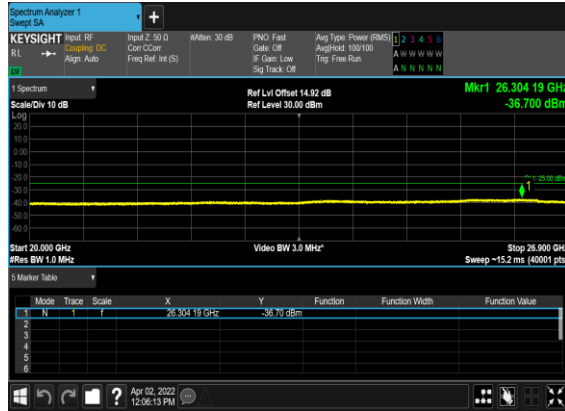 Spectrum Analyzer 1
Swept SA
+
KEYSIGHT Input: RF Input Z: 50 Ω #Atten: 30 dB PNO: Fast Avg Type: Power (RMS) 1 2 3 4 5 6
RL Coupling: DC Corr CCorr Gate: Off Avg|Hold: 100/100 A W W W W W
Align: Auto Freq Ref: Int (S) IF Gain: Low Trig: Free Run
Sig Track: Off A N N N N N
1 Spectrum Ref Lvl Offset 14.92 dB Mkr1 26.304 19 GHz
Scale/Div 10 dB Ref Level 30.00 dBm -36.700 dBm
Log
20.0
10.0
0.00
-10.0
-20.0
-25.00 dBm
1
-30.0
-40.0
-50.0
-60.0
Start 20.000 GHz Video BW 3.0 MHz* Stop 26.900 GHz
#Res BW 1.0 MHz Sweep ~15.2 ms (40001 pts)
5 Marker Table
Mode Trace Scale X Y Function Function Width Function Value
1 N 1 f 26.304 19 GHz -36.70 dBm
2
3
4
5
6
? Apr 02, 2022
12:06:13 PM